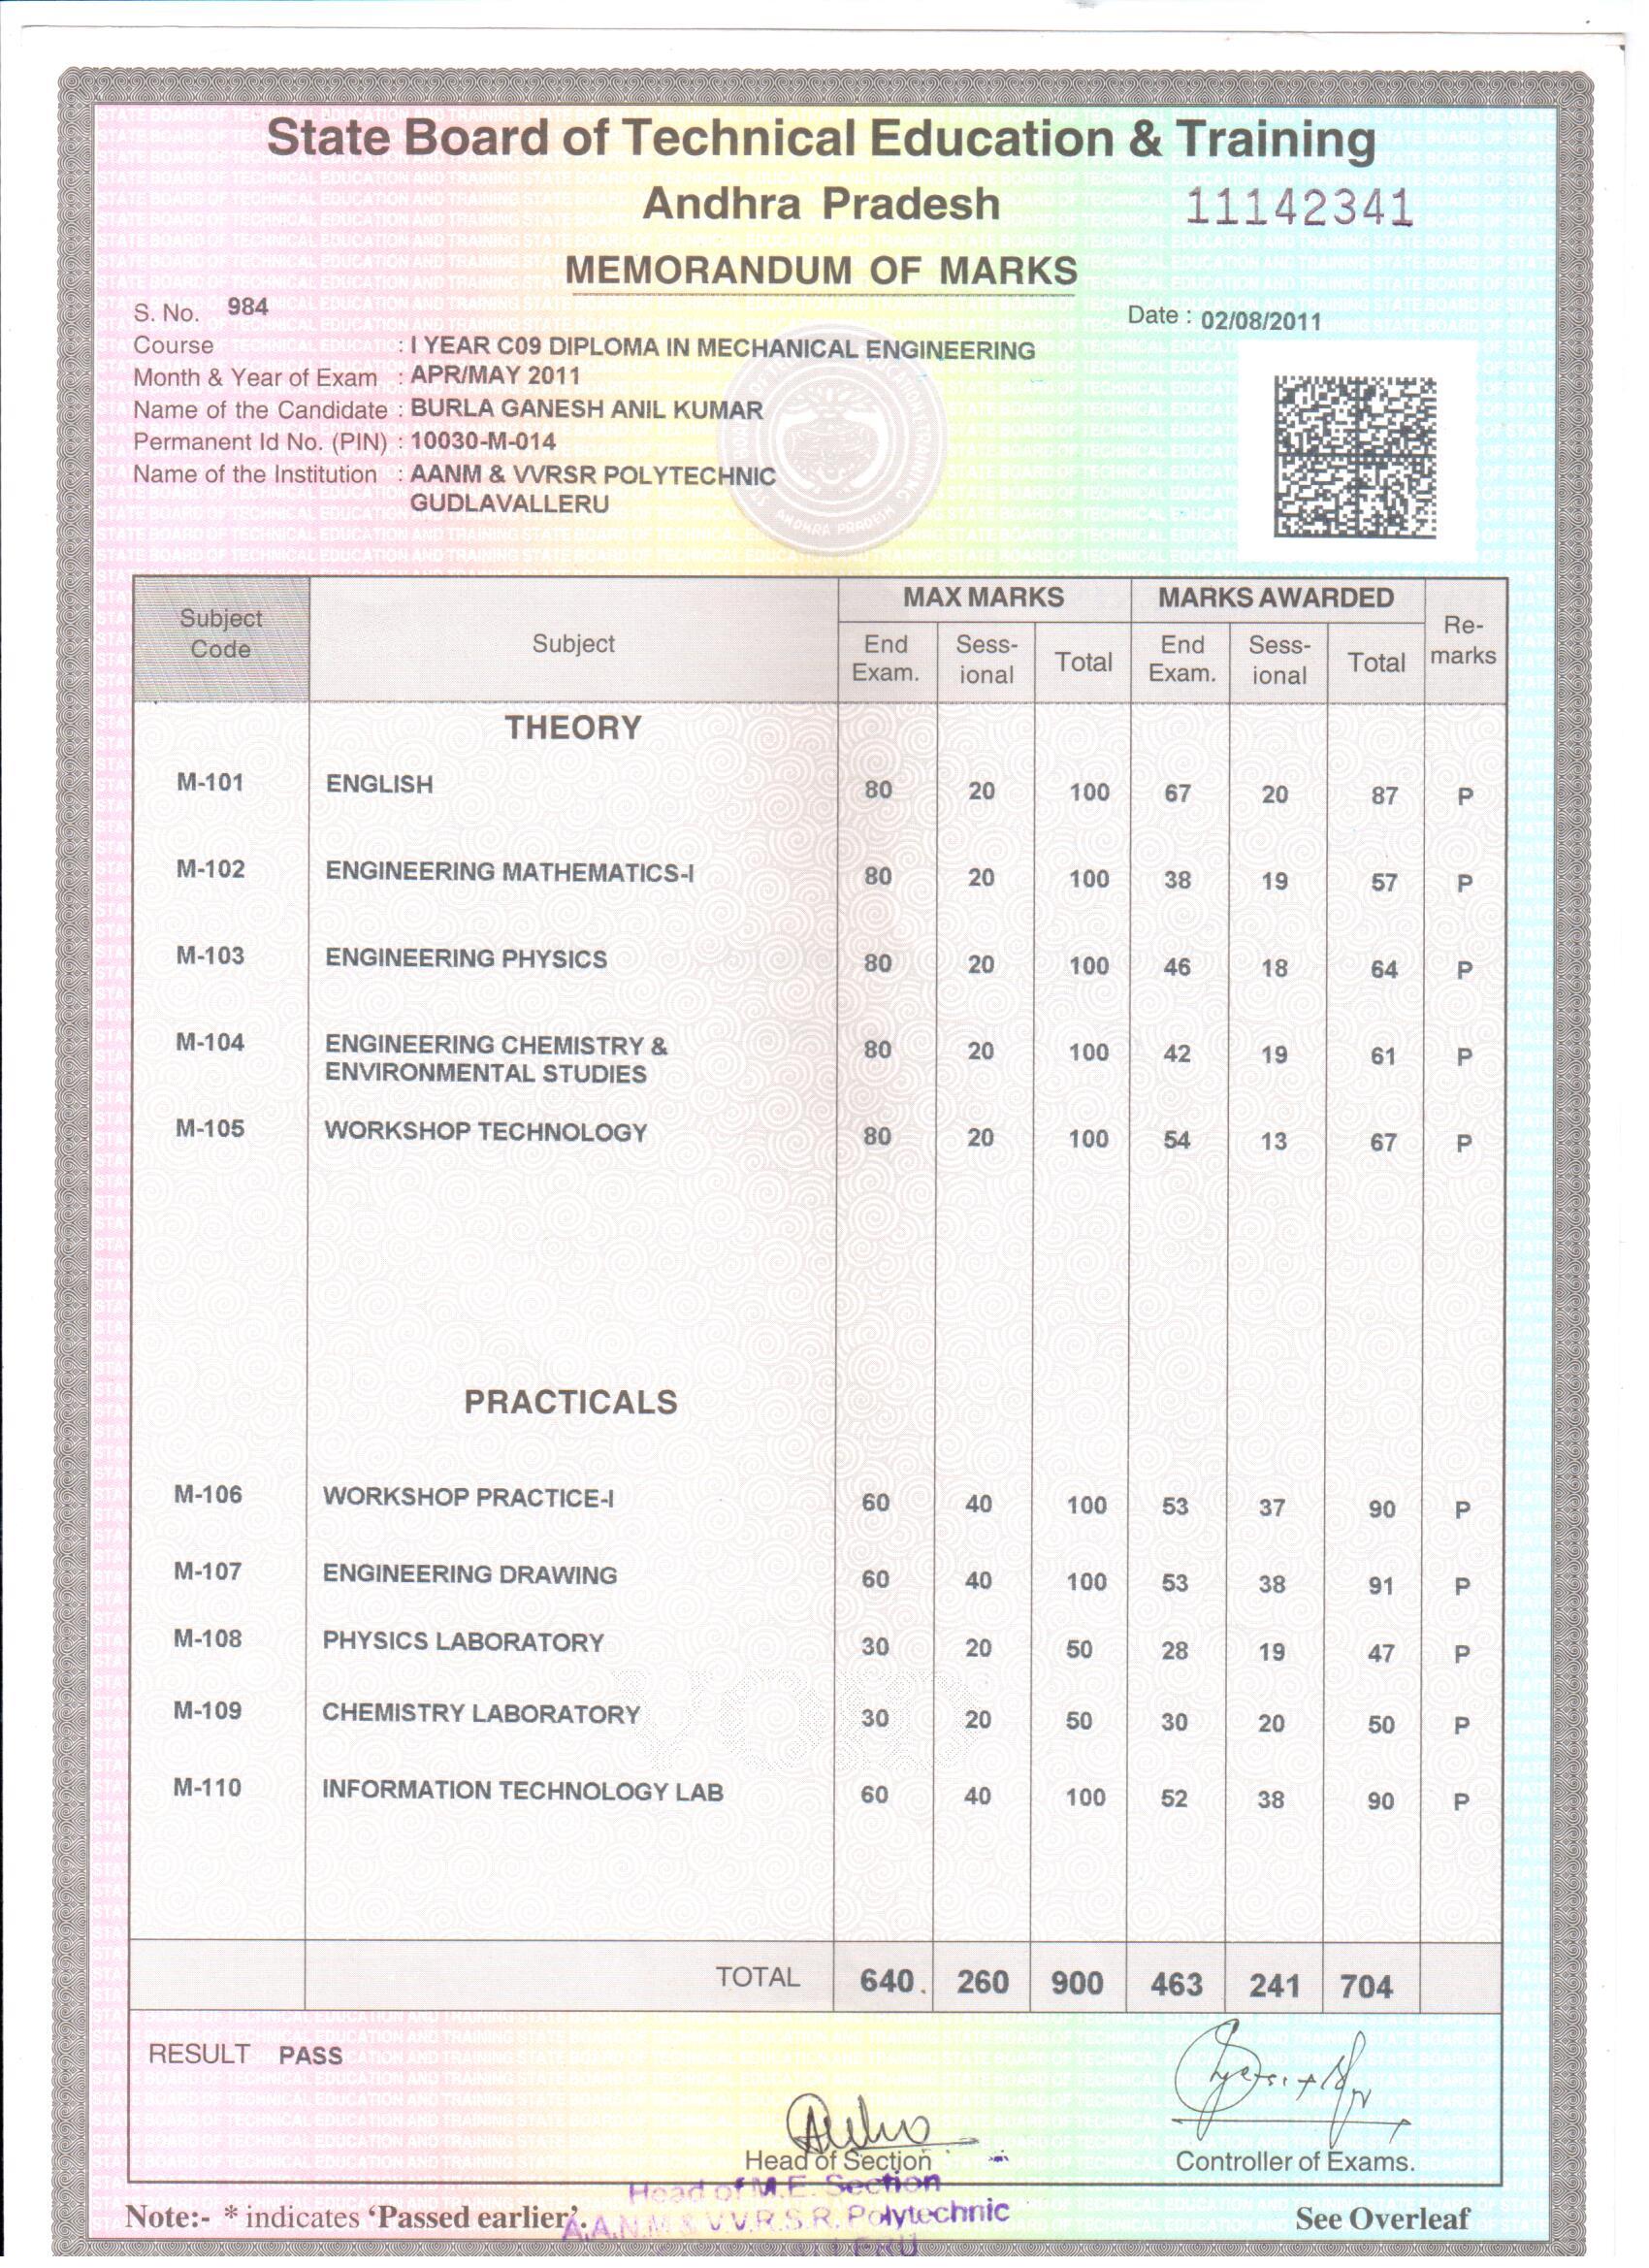 State Board of Technical Education & Training
Andhra Pradesh 11142341
MEMORANDUM OF MARKS
S. No. 984 Date : 02/08/2011
Course : I YEAR C09 DIPLOMA IN MECHANICAL ENGINEERING
Month & Year of Exam : APR/MAY 2011
Name of the Candidate : BURLA GANESH ANIL KUMAR
Permanent Id No. (PIN) : 10030-M-014
Name of the Institution : AANM & VVRSR POLYTECHNIC
GUDLAVALLERU
ANDHRA PRADESH
MAX MARKS MARKS AWARDED
Subject Code Subject End Exam. Sess-ional Total End Exam. Sess-ional Total Re-marks
THEORY
M-101 ENGLISH 80 20 100 67 20 87 P
M-102 ENGINEERING MATHEMATICS-I 80 20 100 38 19 57 P
M-103 ENGINEERING PHYSICS 80 20 100 46 18 64 P
M-104 ENGINEERING CHEMISTRY & 80 20 100 42 19 61 P
ENVIRONMENTAL STUDIES
M-105 WORKSHOP TECHNOLOGY 80 20 100 54 13 67 P
PRACTICALS
M-106 WORKSHOP PRACTICE-I 60 40 100 53 37 90 P
M-107 ENGINEERING DRAWING 60 40 100 53 38 91 P
M-108 PHYSICS LABORATORY 30 20 50 28 19 47 P
VOID
M-109 CHEMISTRY LABORATORY 30 20 50 30 20 50 P
M-110 INFORMATION TECHNOLOGY LAB 60 40 100 52 38 90 P
TOTAL 640. 260 900 463 241 704
RESULT PASS
Head of Section Controller of Exams.
Head of M.E. Section
Note:- * indicates ‘Passed earlier’. See Overleaf
A.A.N.M & V.V.R.S.R. Polytechnic